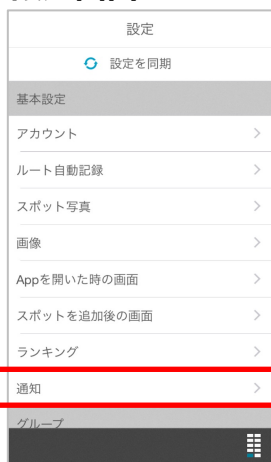 設定
設定を同期
基本設定
アカウント
ルート自動記録
スポット写真
画像
Appを開いた時の画面
スポットを追加後の画面
ランキング
通知
グループ